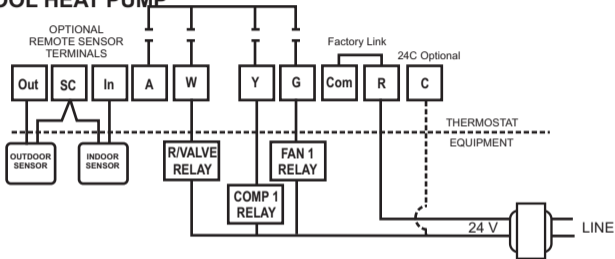 OOL HEAT PUMP
OPTIONAL
REMOTE SENSOR
TERMINALS
Factory Link
24C Optional
Out SC In A W Y G Com R C
THERMOSTAT
EQUIPMENT
OUTDOOR
SENSOR
INDOOR
SENSOR
R/VALVE
RELAY
FAN 1
RELAY
COMP 1
RELAY
24 V
LINE